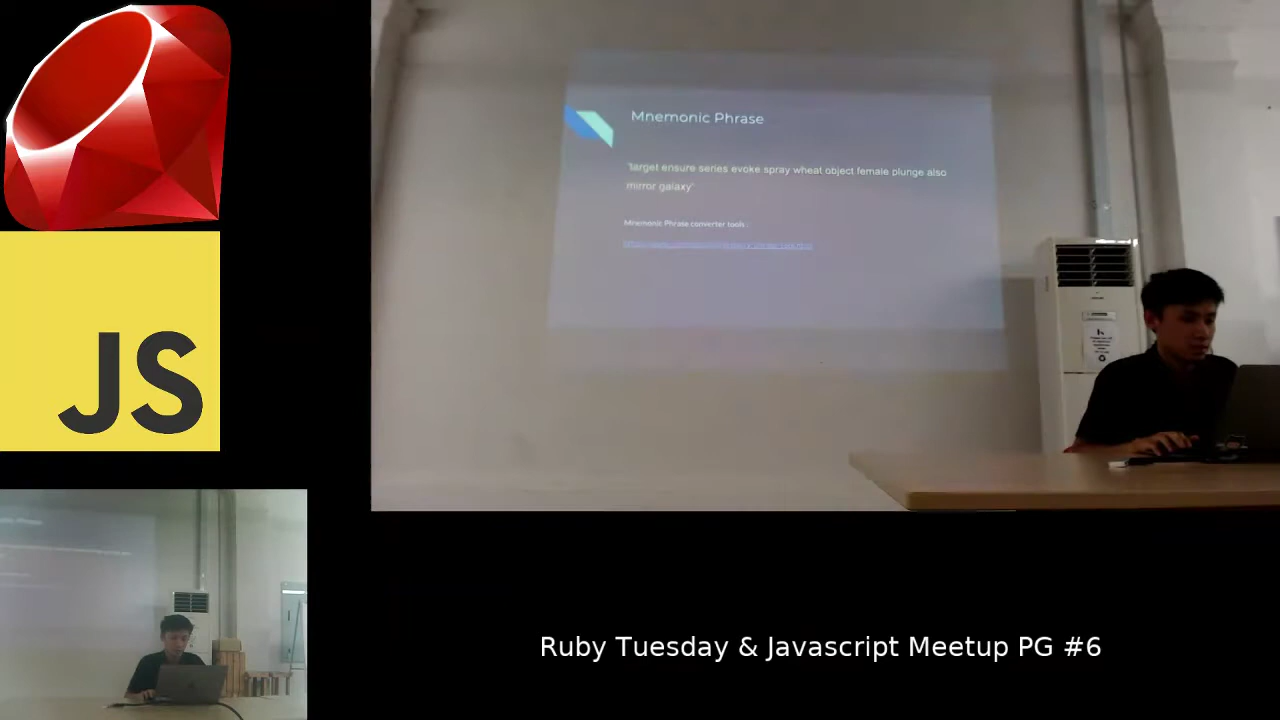 Mnemonic Phrase
'target ensure series evoke spray wheat object female plunge also
mirror galaxy'
Mnemonic Phrase converter tools :
JS
Ruby Tuesday & Javascript Meetup PG #6